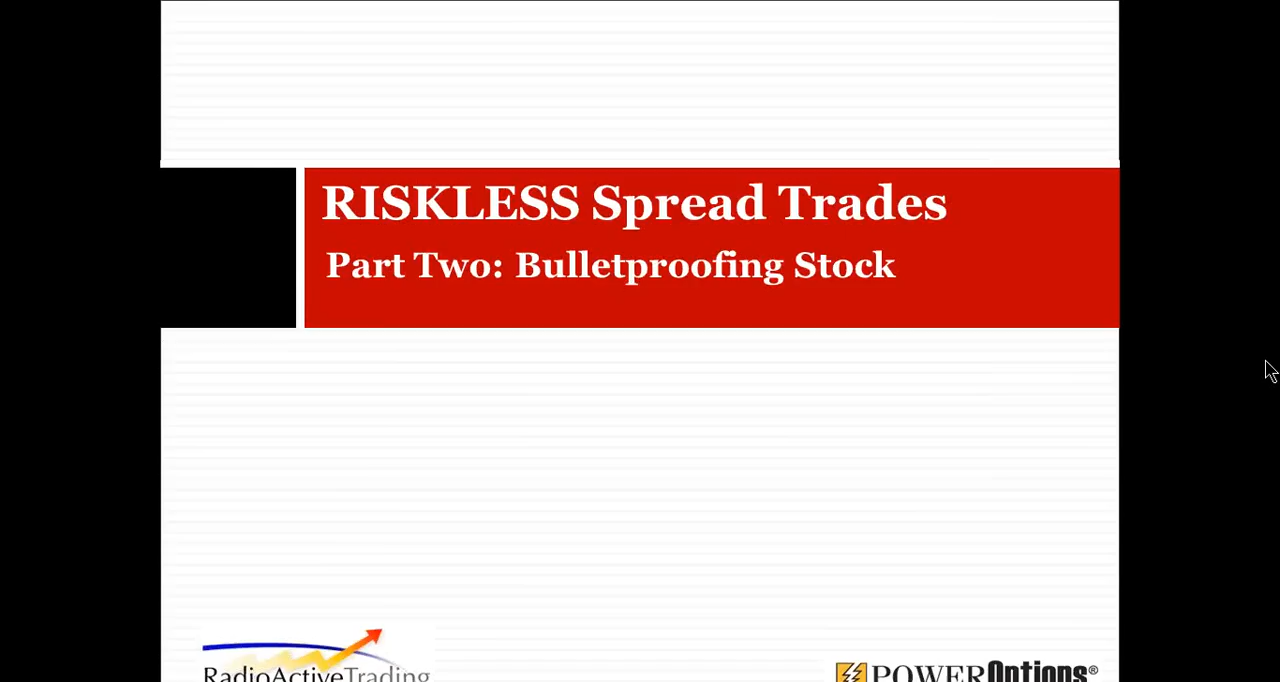 RISKLESS Spread Trades
Part Two: Bulletproofing Stock
RadioActiveTrading
POWEROptions®